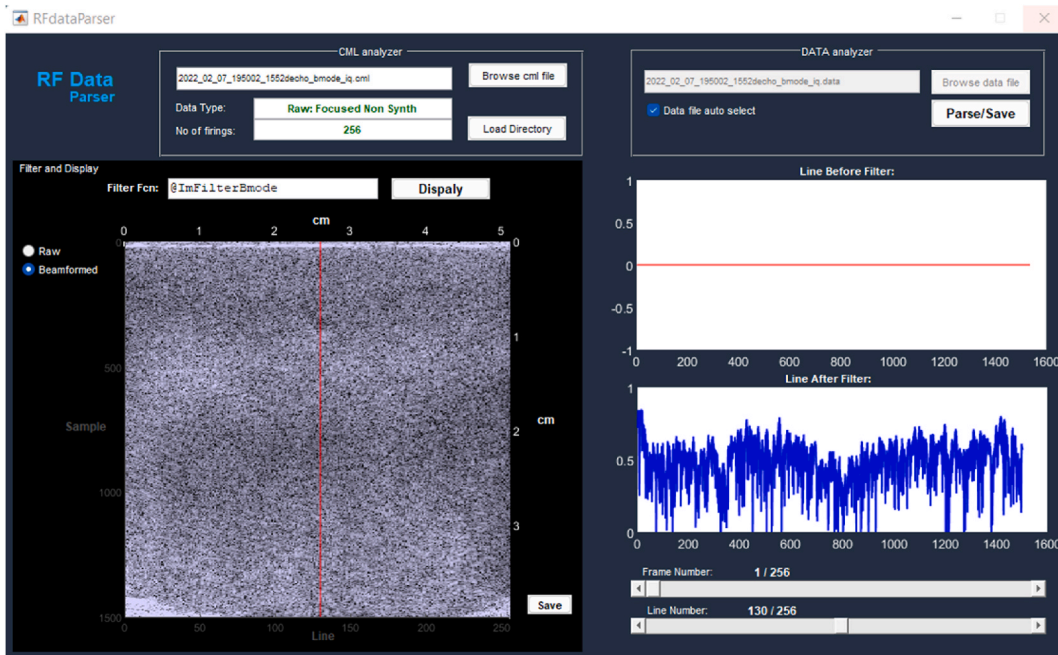 RFdataParser
RF Data
Parser
CML analyzer
2022_02_07_195002_1552decho_bmode_iq.cml
Browse cml file
Data Type:
Raw: Focused Non Synth
No of firings:
256
Load Directory
DATA analyzer
2022_02_07_195002_1552decho_bmode_iq.data
Browse data file
Data file auto select
Parse/Save
Filter and Display
Filter Fcn:
@ImFilterBmode
Dispaly
Raw
Beamformed
cm
0 1 2 3 4 5
0
500
1000
1500
Sample
0
1
2
3
cm
0 50 100 150 200 250
Line
Save
Line Before Filter:
1
0.5
0
-0.5
-1
0 200 400 600 800 1000 1200 1400 1600
Line After Filter:
1
0.5
0
0 200 400 600 800 1000 1200 1400 1600
Frame Number: 1 / 256
Line Number: 130 / 256